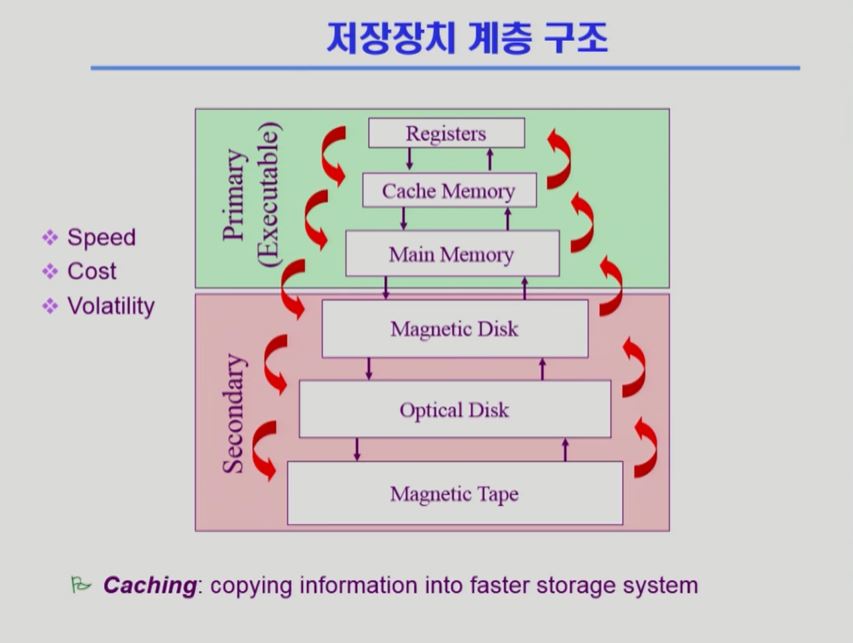 저장장치 계층 구조
Primary
(Executable)
Registers
Cache Memory
Main Memory
Speed
Cost
Volatility
Secondary
Magnetic Disk
Optical Disk
Magnetic Tape
Caching: copying information into faster storage system